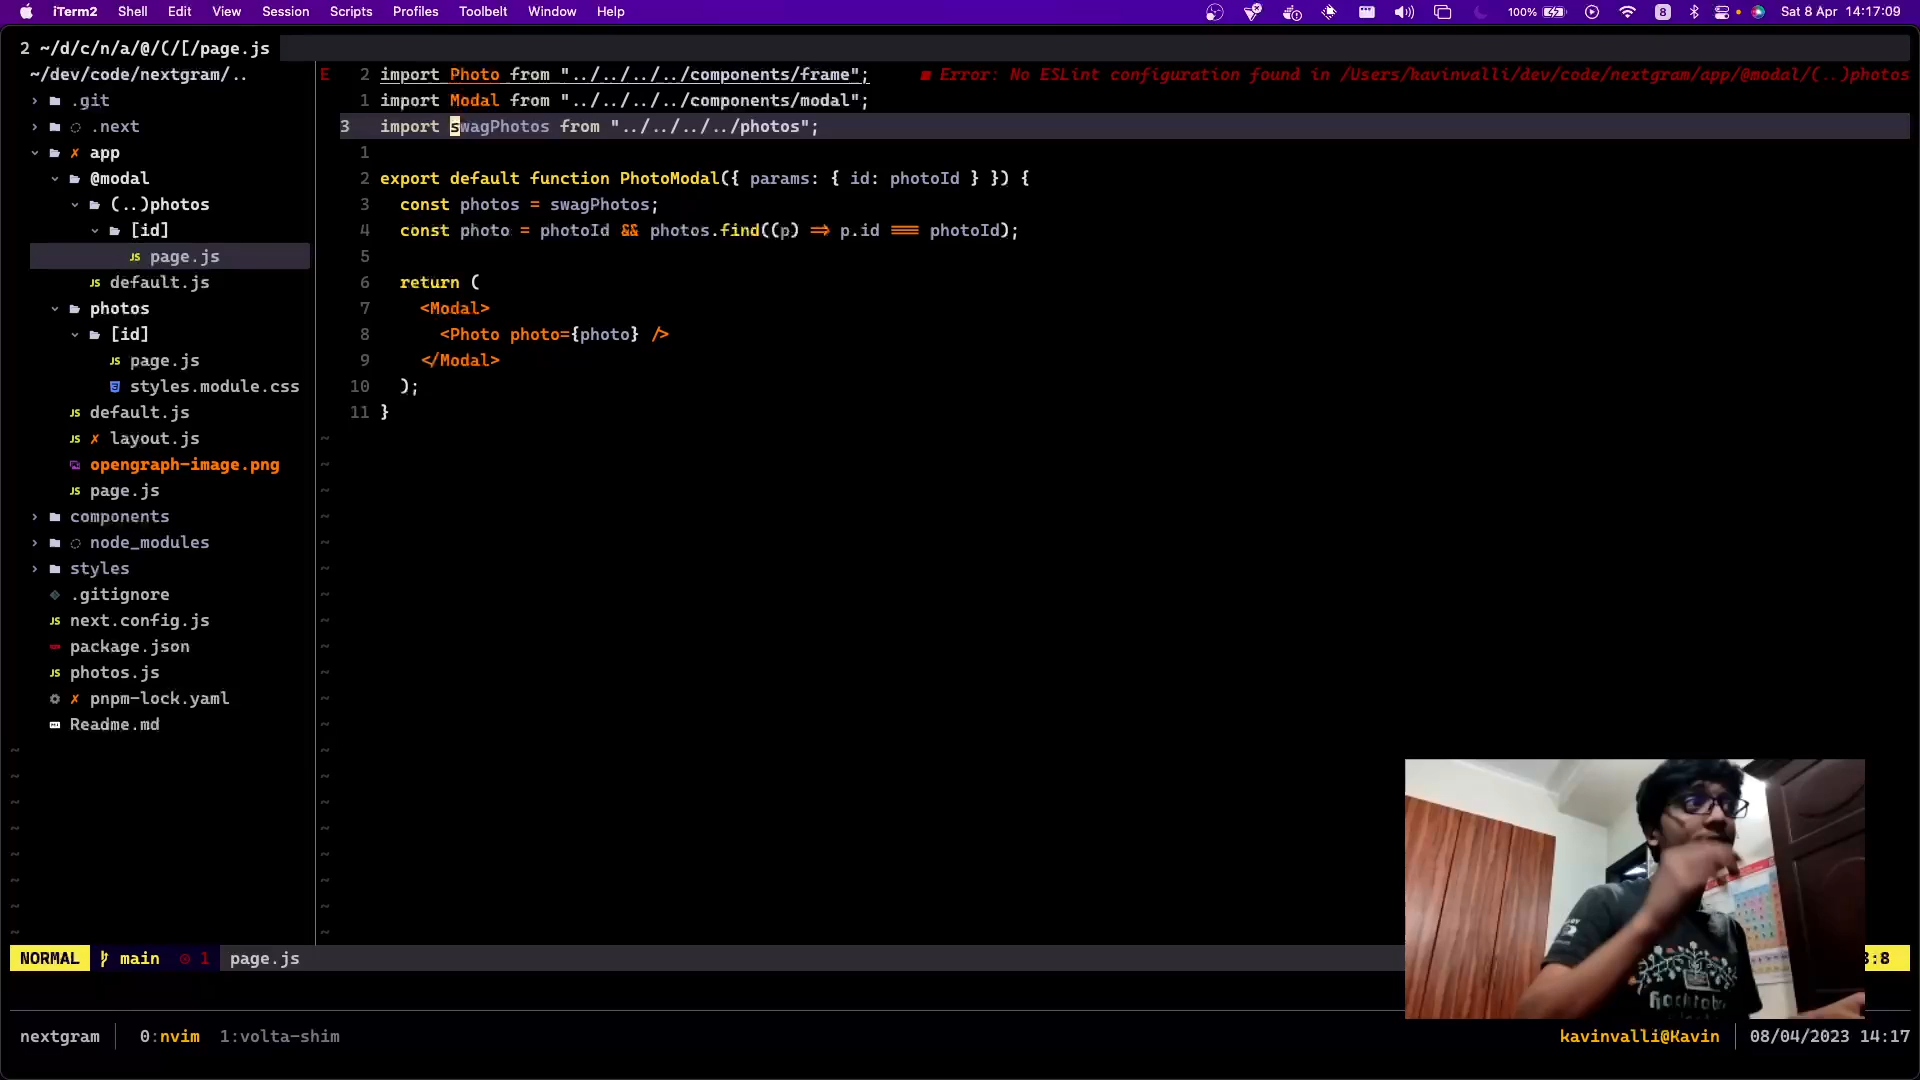 iTerm2 Shell Edit View Session Scripts Profiles Toolbelt Window Help 100% 8 Sat 8 Apr 14:17:09
2 ~/d/c/n/a/@/(/[/page.js
~/dev/code/nextgram/..
.git
.next
app
@modal
(..)photos
[id]
page.js
default.js
photos
[id]
page.js
styles.module.css
default.js
layout.js
opengraph-image.png
page.js
components
node_modules
styles
.gitignore
next.config.js
package.json
photos.js
pnpm-lock.yaml
Readme.md
E 2 import Photo from "../../../../components/frame"; ■ Error: No ESLint configuration found in /Users/kavinvalli/dev/code/nextgram/app/@modal/(..)photos
1 import Modal from "../../../../components/modal";
3 import swagPhotos from "../../../../photos";
1
2 export default function PhotoModal({ params: { id: photoId } }) {
3 const photos = swagPhotos;
4 const photo = photoId && photos.find((p) => p.id === photoId);
5
6 return (
7 <Modal>
8 <Photo photo={photo} />
9 </Modal>
10 );
11 }
NORMAL main 1 page.js 3:8
nextgram 0:nvim 1:volta-shim kavinvalli@Kavin 08/04/2023 14:17